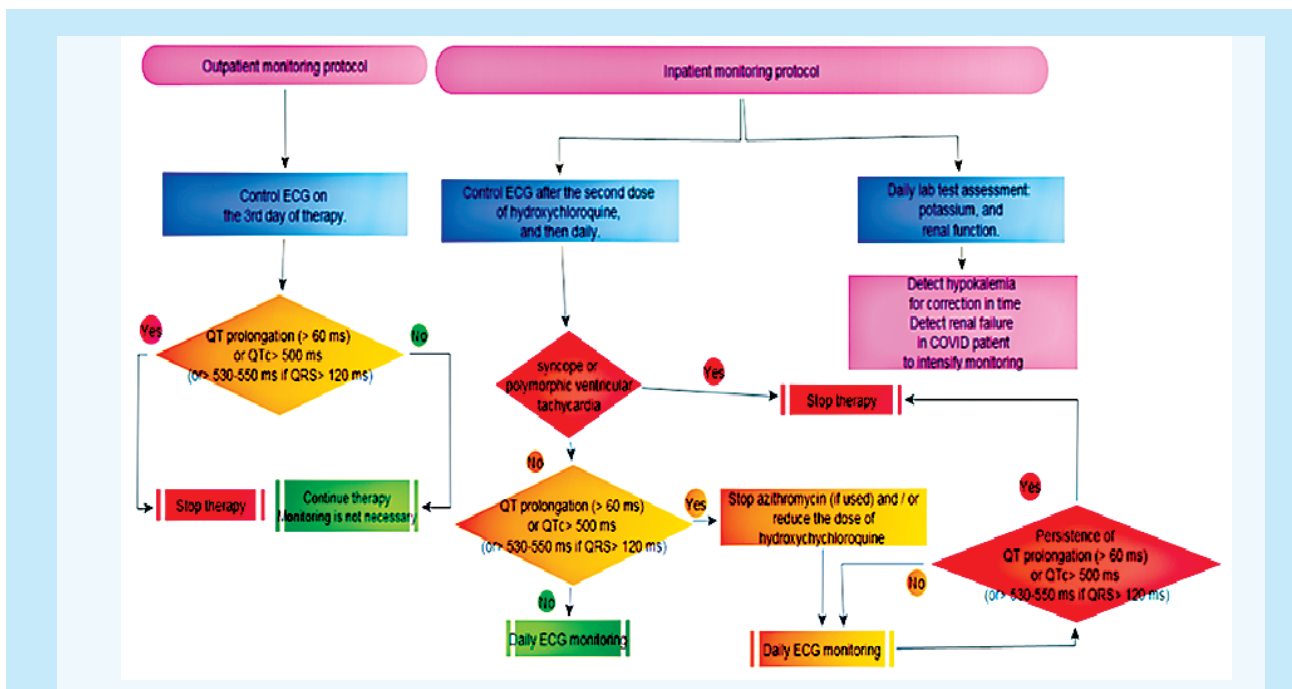 Outpatient monitoring protocol
Inpatient monitoring protocol
Control ECG on
the 3rd day of therapy.
Control ECG after the second dose
of hydroxychloroquine,
and then daily.
Daily lab test assessment:
potassium, and
renal function.
Detect hypokalemia
for correction in time
Detect renal failure
in COVID patient
to intensify monitoring
Yes
QT prolongation (> 60 ms)
or QTc> 500 ms
(or> 530-550 ms if QRS> 120 ms)
No
syncope or
polymorphic ventricular
tachycardia
Yes
Stop therapy
Stop therapy
Continue therapy
Monitoring is not necessary
No
QT prolongation (> 60 ms)
or QTc> 500 ms
(or> 530-550 ms if QRS> 120 ms)
Yes
Stop azithromycin (if used) and / or
reduce the dose of
hydroxychychloroquine
Yes
Persistence of
QT prolongation (> 60 ms)
or QTc> 500 ms
(or> 530-550 ms if QRS> 120 ms)
No
No
Daily ECG monitoring
Daily ECG monitoring